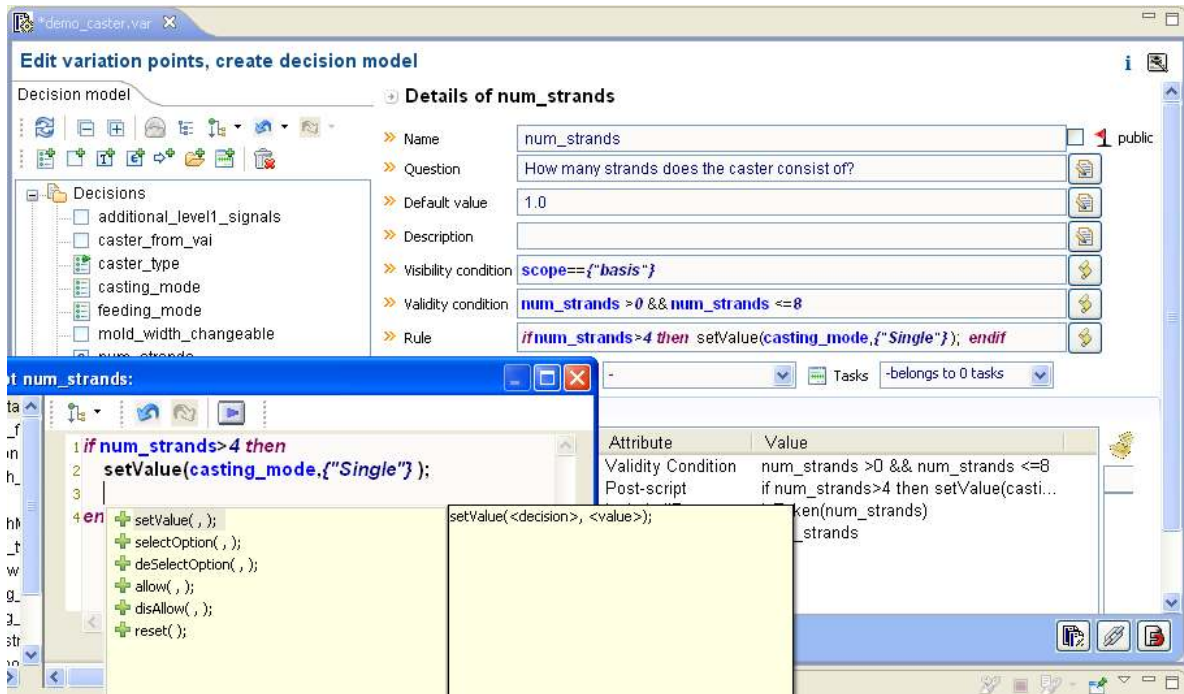 *demo_caster.var
Edit variation points, create decision model
Decision model
Details of num_strands
Name
num_strands
public
Question
How many strands does the caster consist of?
Default value
1.0
Description
Visibility condition
scope=={"basis"}
Validity condition
num_strands >0 && num_strands <=8
Rule
if num_strands>4 then setValue(casting_mode,{"Single"}); endif
Decisions
additional_level1_signals
caster_from_vai
caster_type
casting_mode
feeding_mode
mold_width_changeable
num_strands:
-
Tasks
-belongs to 0 tasks
1 if num_strands>4 then
2 setValue(casting_mode,{"Single"} );
3
4 en
setValue( , );
selectOption( , );
deSelectOption( , );
allow( , );
disAllow( , );
reset( );
setValue(<decision>, <value>);
Attribute
Value
Validity Condition
num_strands >0 && num_strands <=8
Post-script
if num_strands>4 then setValue(casti...
(num_strands)
_strands